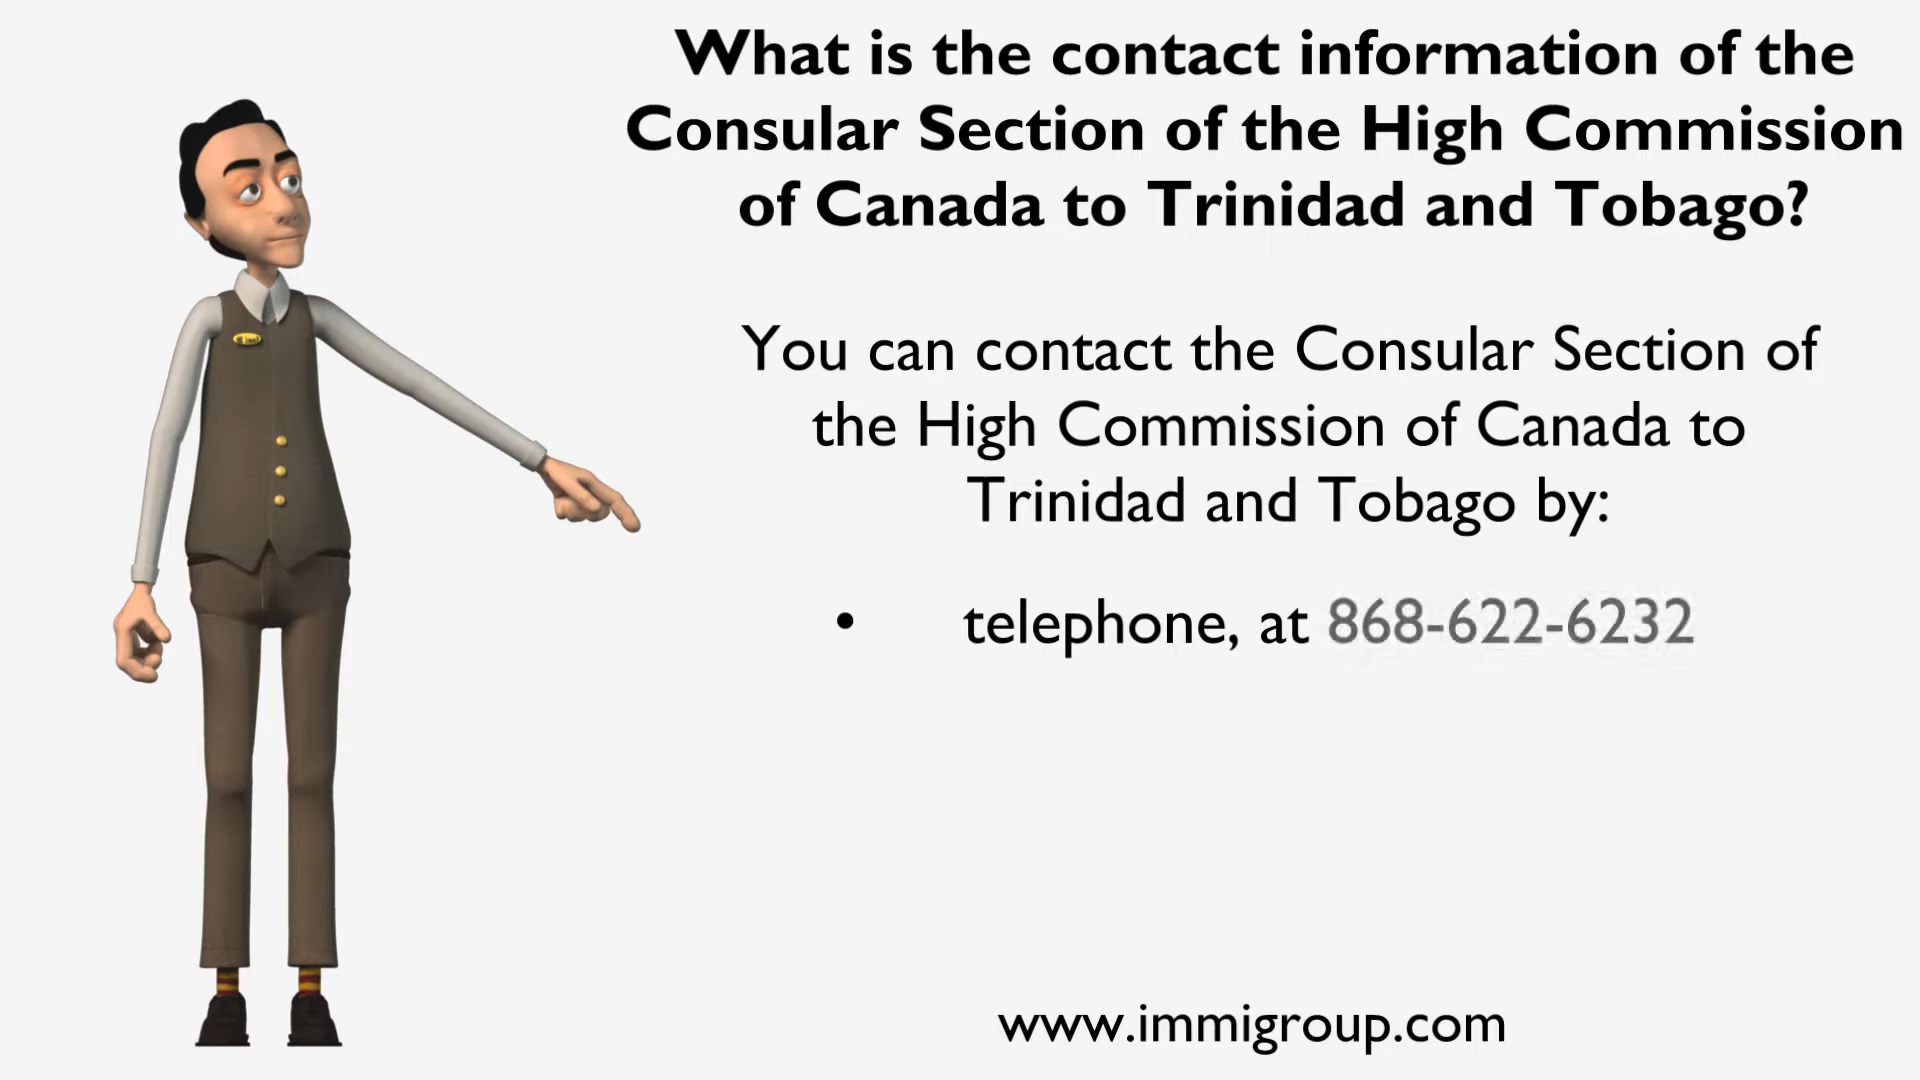 What is the contact information of the
Consular Section of the High Commission
of Canada to Trinidad and Tobago?
You can contact the Consular Section of
the High Commission of Canada to
Trinidad and Tobago by:
• telephone, at 868-622-6232
www.immigroup.com